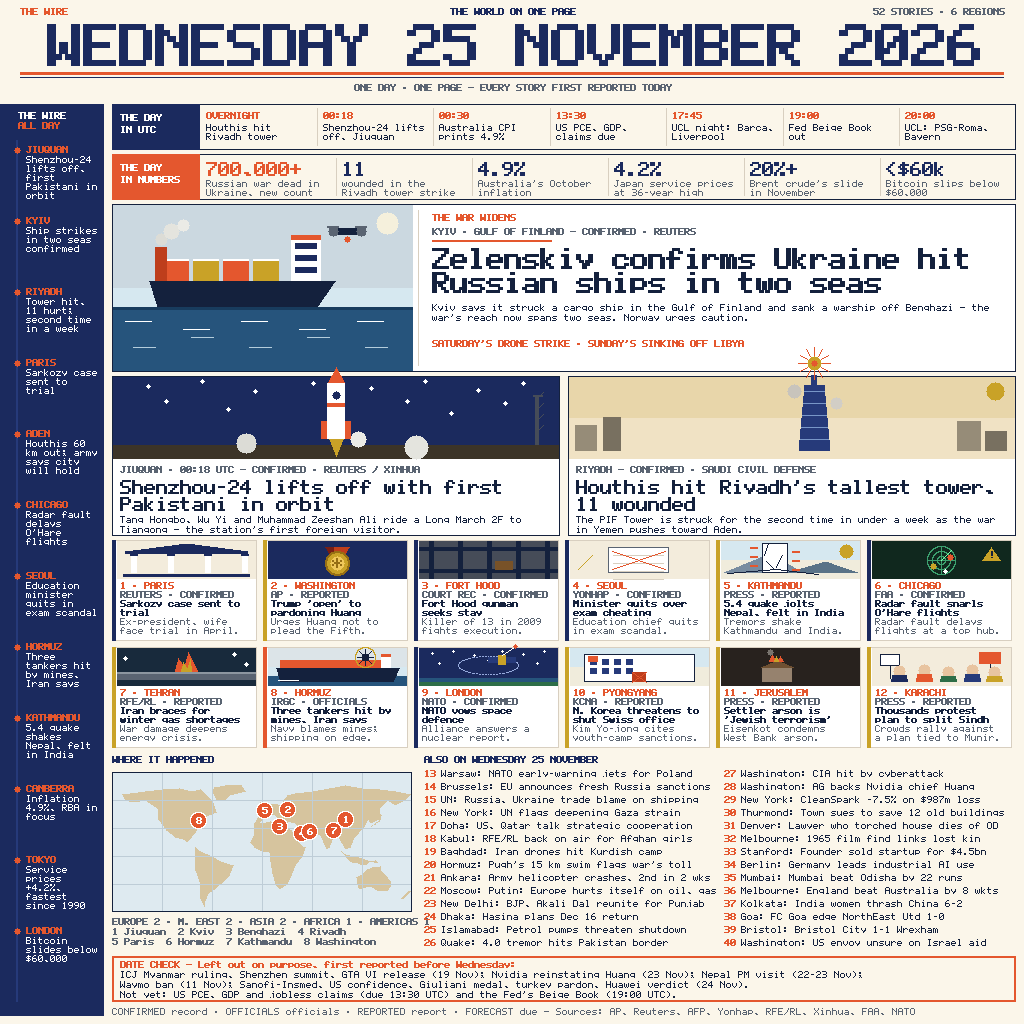 THE WIRE
THE WORLD ON ONE PAGE
52 STORIES · 6 REGIONS
WEDNESDAY 25 NOVEMBER 2026
ONE DAY · ONE PAGE — EVERY STORY FIRST REPORTED TODAY
THE WIRE
ALL DAY
JIUQUAN
Shenzhou-24
lifts off,
first
Pakistani in
orbit
KYIV
Ship strikes
in two seas
confirmed
RIYADH
Tower hit,
11 hurt;
second time
in a week
PARIS
Sarkozy case
sent to
trial
ADEN
Houthis 60
km out; army
says city
will hold
CHICAGO
Radar fault
delays
O'Hare
flights
SEOUL
Education
minister
quits in
exam scandal
HORMUZ
Three
tankers hit
by mines,
Iran says
KATHMANDU
5.4 quake
shakes
Nepal, felt
in India
CANBERRA
Inflation
4.9%, RBA in
focus
TOKYO
Service
prices
+4.2%,
fastest
since 1990
LONDON
Bitcoin
slides below
$60,000
THE DAY
IN UTC
OVERNIGHT
Houthis hit
Riyadh tower
00:18
Shenzhou-24 lifts
off, Jiuquan
00:30
Australia CPI
prints 4.9%
13:30
US PCE, GDP,
claims due
17:45
UCL night: Barca,
Liverpool
19:00
Fed Beige Book
out
20:00
UCL: PSG-Roma,
Bayern
THE DAY
IN NUMBERS
700,000+
Russian war dead in
Ukraine, new count
11
wounded in the
Riyadh tower strike
4.9%
Australia's October
inflation
4.2%
Japan service prices
at 36-year high
20%+
Brent crude's slide
in November
<$60k
Bitcoin slips below
$60,000
THE WAR WIDENS
KYIV · GULF OF FINLAND — CONFIRMED · REUTERS
Zelenskiy confirms Ukraine hit
Russian ships in two seas
Kyiv says it struck a cargo ship in the Gulf of Finland and sank a warship off Benghazi — the
war's reach now spans two seas. Norway urges caution.
SATURDAY'S DRONE STRIKE · SUNDAY'S SINKING OFF LIBYA
JIUQUAN · 00:18 UTC — CONFIRMED · REUTERS / XINHUA
Shenzhou-24 lifts off with first
Pakistani in orbit
Tang Hongbo, Wu Yi and Muhammad Zeeshan Ali ride a Long March 2F to
Tiangong — the station's first foreign visitor.
RIYADH — CONFIRMED · SAUDI CIVIL DEFENSE
Houthis hit Riyadh's tallest tower,
11 wounded
The PIF Tower is struck for the second time in under a week as the war
in Yemen pushes toward Aden.
1 · PARIS
REUTERS · CONFIRMED
Sarkozy case sent to
trial
Ex-president, wife
face trial in April.
2 · WASHINGTON
AP · REPORTED
Trump 'open' to
pardoning Huang
Urges Huang not to
plead the Fifth.
3 · FORT HOOD
COURT REC · CONFIRMED
Fort Hood gunman
seeks stay
Killer of 13 in 2009
fights execution.
4 · SEOUL
YONHAP · CONFIRMED
Minister quits over
exam cheating
Education chief quits
in exam scandal.
5 · KATHMANDU
PRESS · REPORTED
5.4 quake jolts
Nepal, felt in India
Tremors shake
Kathmandu and India.
6 · CHICAGO
FAA · CONFIRMED
Radar fault snarls
O'Hare flights
Radar fault delays
flights at a top hub.
7 · TEHRAN
RFE/RL · REPORTED
Iran braces for
winter gas shortages
War damage deepens
energy crisis.
8 · HORMUZ
IRGC · OFFICIALS
Three tankers hit by
mines, Iran says
Navy blames mines;
shipping on edge.
9 · LONDON
NATO · CONFIRMED
NATO vows space
defence
Alliance answers a
nuclear report.
10 · PYONGYANG
KCNA · CONFIRMED
N. Korea threatens to
shut Swiss office
Kim Yo-jong cites
youth-camp sanctions.
11 · JERUSALEM
PRESS · REPORTED
Settler arson is
'Jewish terrorism'
Eisenkot condemns
West Bank arson.
12 · KARACHI
PRESS · REPORTED
Thousands protest
plan to split Sindh
Crowds rally against
a plan tied to Munir.
WHERE IT HAPPENED
8
5
2
3
4
6
7
1
EUROPE 2 · M. EAST 2 · ASIA 2 · AFRICA 1 · AMERICAS 1
1 Jiuquan 2 Kyiv 3 Benghazi 4 Riyadh
5 Paris 6 Hormuz 7 Kathmandu 8 Washington
ALSO ON WEDNESDAY 25 NOVEMBER
13 Warsaw: NATO early-warning jets for Poland
14 Brussels: EU announces fresh Russia sanctions
15 UN: Russia, Ukraine trade blame on shipping
16 New York: UN flags deepening Gaza strain
17 Doha: US, Qatar talk strategic cooperation
18 Kabul: RFE/RL back on air for Afghan girls
19 Baghdad: Iran drones hit Kurdish camp
20 Hormuz: Pugh's 15 km swim flags war's toll
21 Ankara: Army helicopter crashes, 2nd in 2 wks
22 Moscow: Putin: Europe hurts itself on oil, gas
23 New Delhi: BJP, Akali Dal reunite for Punjab
24 Dhaka: Hasina plans Dec 16 return
25 Islamabad: Petrol pumps threaten shutdown
26 Quake: 4.0 tremor hits Pakistan border
27 Washington: CIA hit by cyberattack
28 Washington: AG backs Nvidia chief Huang
29 New York: CleanSpark -7.5% on $987m loss
30 Thurmond: Town sues to save 12 old buildings
31 Denver: Lawyer who torched house dies of OD
32 Melbourne: 1965 film find links lost kin
33 Stanford: Founder sold startup for $4.5bn
34 Berlin: Germany leads industrial AI use
35 Mumbai: Mumbai beat Odisha by 22 runs
36 Melbourne: England beat Australia by 8 wkts
37 Kolkata: India women thrash China 6-2
38 Goa: FC Goa edge NorthEast Utd 1-0
39 Bristol: Bristol City 1-1 Wrexham
40 Washington: US envoy unsure on Israel aid
DATE CHECK — Left out on purpose, first reported before Wednesday:
ICJ Myanmar ruling, Shenzhen summit, GTA VI release (19 Nov); Nvidia reinstating Huang (23 Nov); Nepal PM visit (22-23 Nov);
Waymo ban (11 Nov); Sanofi-Insmed, US confidence, Giuliani medal, turkey pardon, Huawei verdict (24 Nov).
Not yet: US PCE, GDP and jobless claims (due 13:30 UTC) and the Fed's Beige Book (19:00 UTC).
CONFIRMED record · OFFICIALS officials · REPORTED report · FORECAST due — Sources: AP, Reuters, AFP, Yonhap, RFE/RL, Xinhua, FAA, NATO